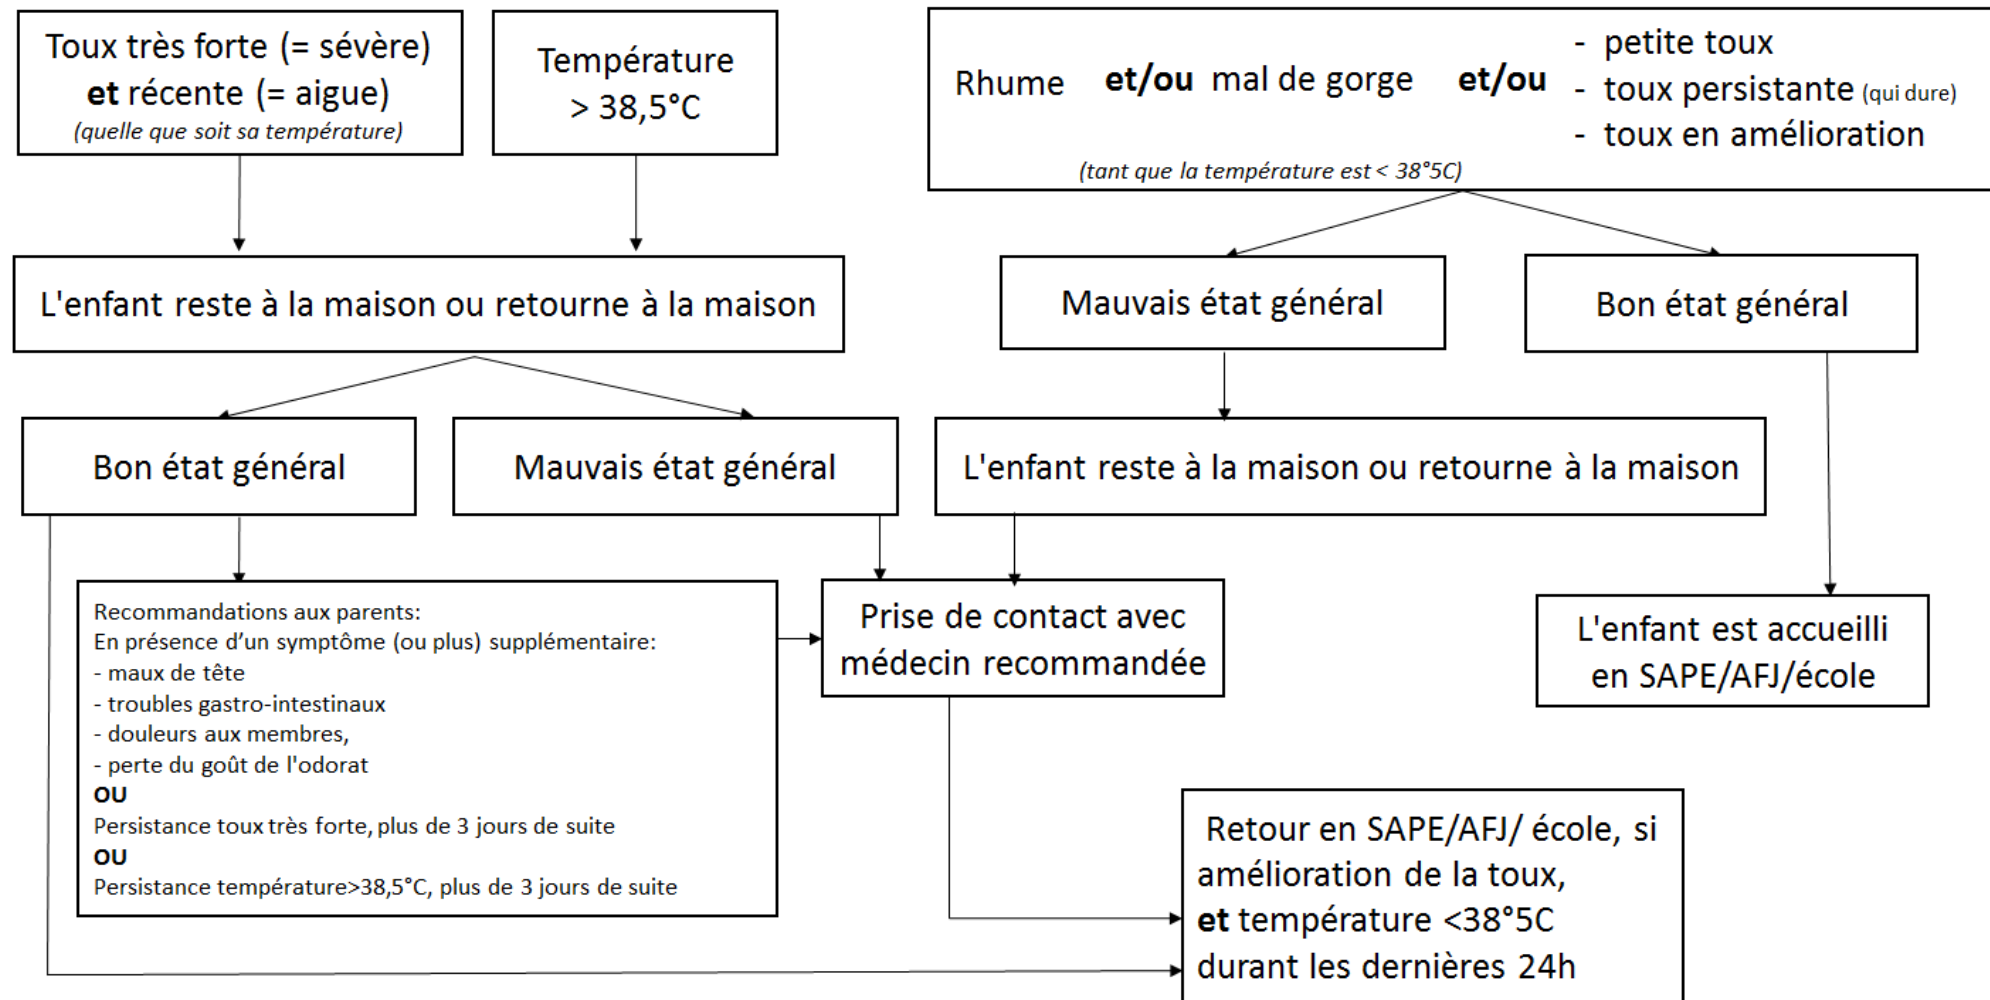 Toux très forte (= sévère)
et récente (= aigue)
(quelle que soit sa température)
Température
> 38,5°C
Rhume et/ou mal de gorge et/ou
- petite toux
- toux persistante (qui dure)
- toux en amélioration
(tant que la température est < 38°5C)
L'enfant reste à la maison ou retourne à la maison
Mauvais état général
Bon état général
Bon état général
Mauvais état général
L'enfant reste à la maison ou retourne à la maison
Recommandations aux parents:
En présence d'un symptôme (ou plus) supplémentaire:
- maux de tête
- troubles gastro-intestinaux
- douleurs aux membres,
- perte du goût de l'odorat
OU
Persistance toux très forte, plus de 3 jours de suite
OU
Persistance température>38,5°C, plus de 3 jours de suite
Prise de contact avec
médecin recommandée
L'enfant est accueilli
en SAPE/AFJ/école
Retour en SAPE/AFJ/ école, si
amélioration de la toux,
et température <38°5C
durant les dernières 24h